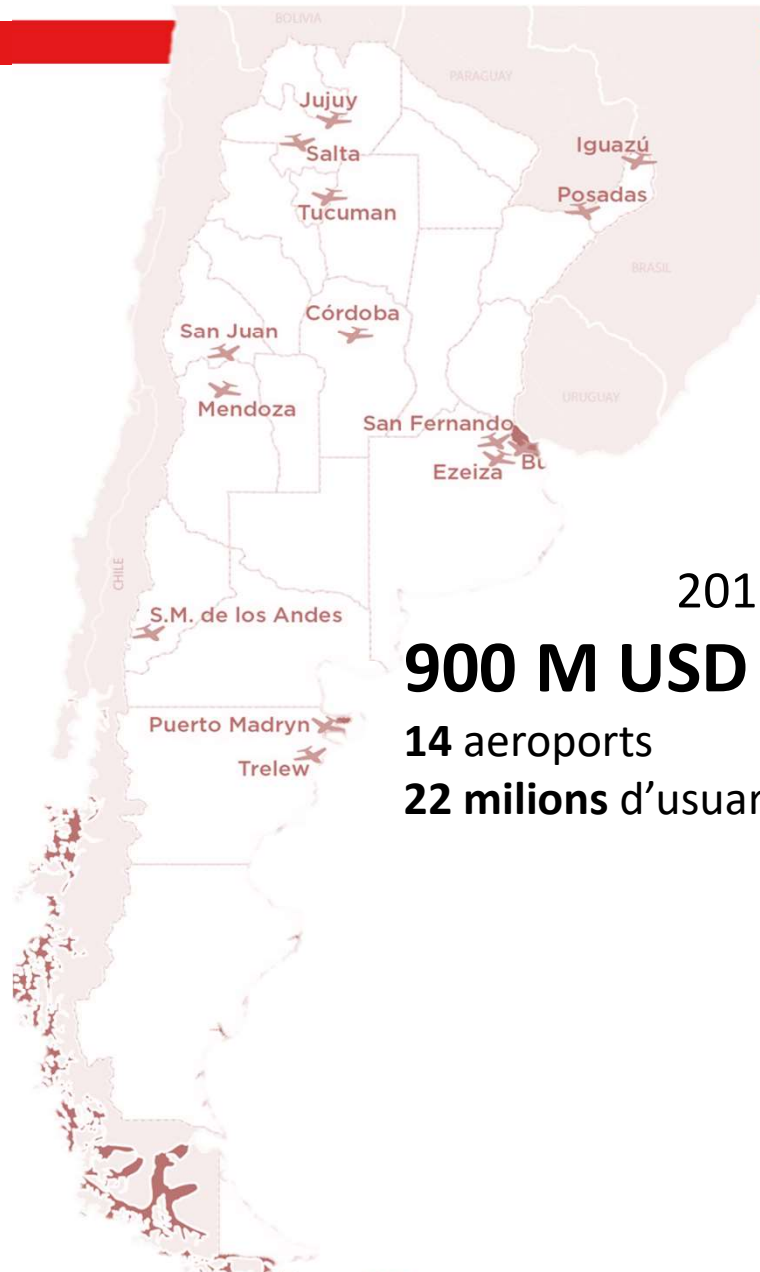 BOLIVIA
PARAGUAY
Jujuy
Iguazú
Salta
Posadas
Tucuman
BRASIL
Córdoba
San Juan
URUGUAY
Mendoza
San Fernando
Ezeiza
CHILE
201
S.M. de los Andes
900 M USD
Puerto Madryn
14 aeroports
Trelew
22 milions